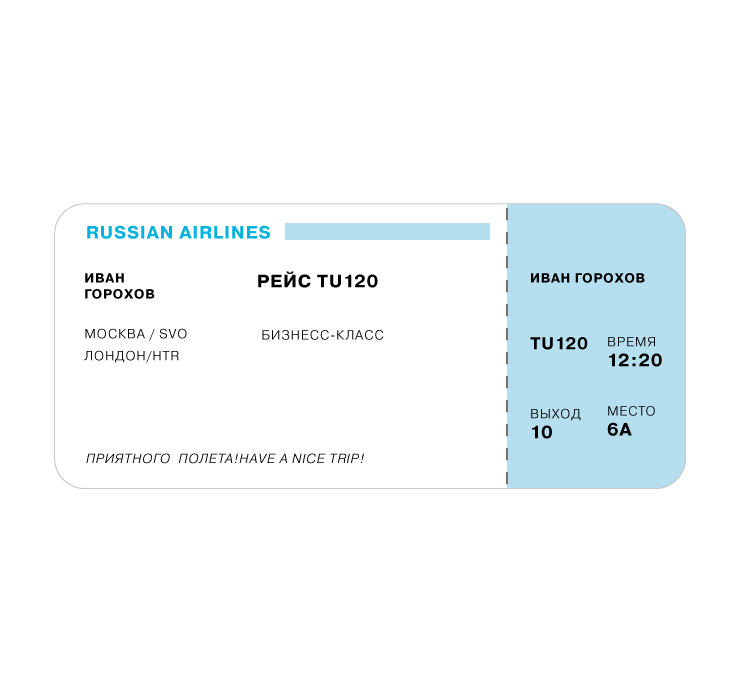 RUSSIAN AIRLINES
ИВАН
ГОРОХОВ
РЕЙС TU120
МОСКВА / SVO
ЛОНДОН/HTR
БИЗНЕСС-КЛАСС
ПРИЯТНОГО ПОЛЕТА!HAVE A NICE TRIP!
ИВАН ГОРОХОВ
TU120
ВРЕМЯ
12:20
ВЫХОД
10
МЕСТО
6A